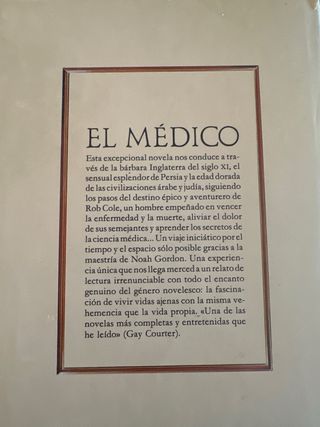 EL MÉDICO
Esta excepcional novela nos conduce a tra-
vés de la bárbara Inglaterra del siglo XI, el
sensual esplendor de Persia y la edad dorada
de las civilizaciones árabe y judía, siguiendo
los pasos del destino épico y aventurero de
Rob Cole, un hombre empeñado en vencer
la enfermedad y la muerte, aliviar el dolor
de sus semejantes y aprender los secretos de
la ciencia médica... Un viaje iniciático por el
tiempo y el espacio sólo posible gracias a la
maestría de Noah Gordon. Una experien-
cia única que nos llega merced a un relato de
lectura irrenunciable con todo el encanto
genuino del género novelesco: la fascina-
ción de vivir vidas ajenas con la misma ve-
hemencia que la vida propia. «Una de las
novelas más completas y entretenidas que
he leído» (Gay Courter).